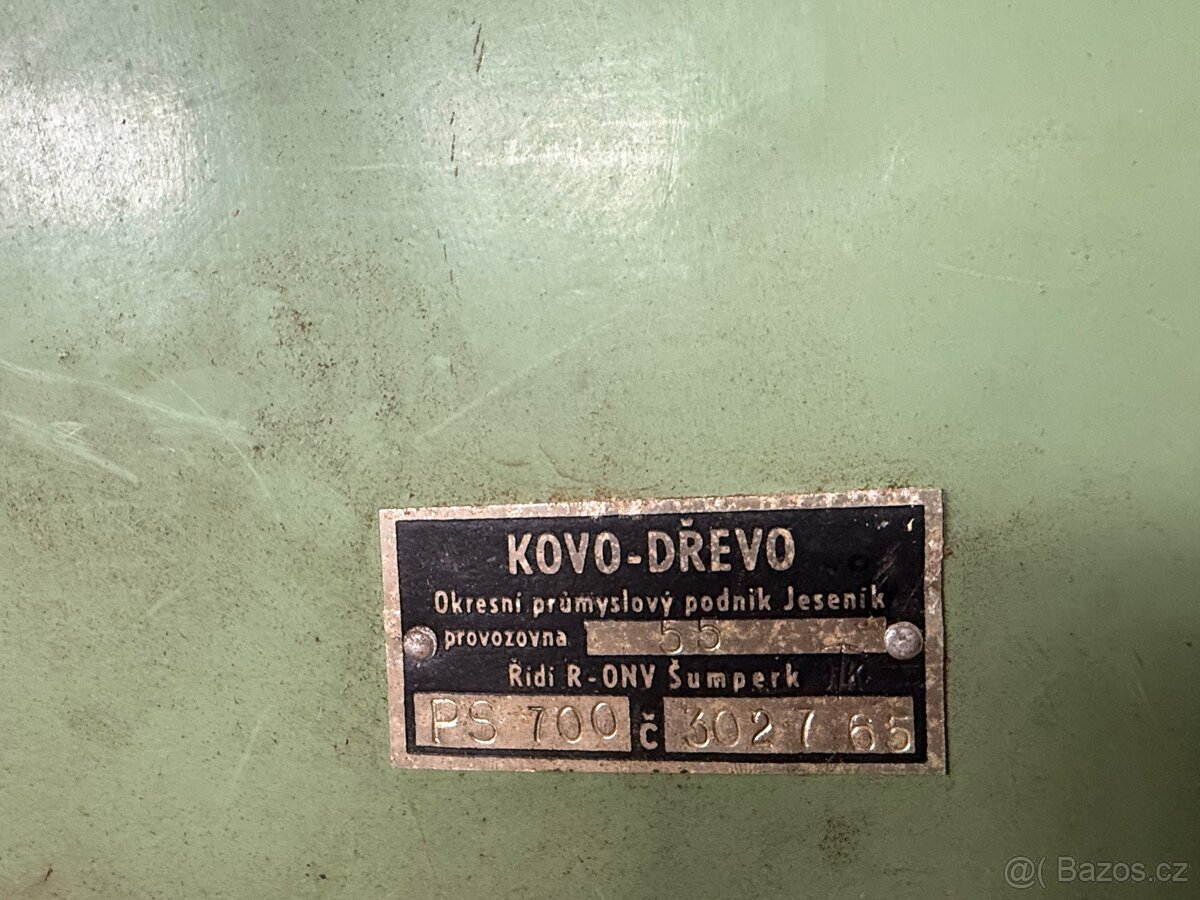 KOVO-DŘEVO
Okresní průmyslový podnik Jeseník
provozovna 55
Řídí R-ONV Šumperk
PS 700 č 3027 65
@( Bazos.cz